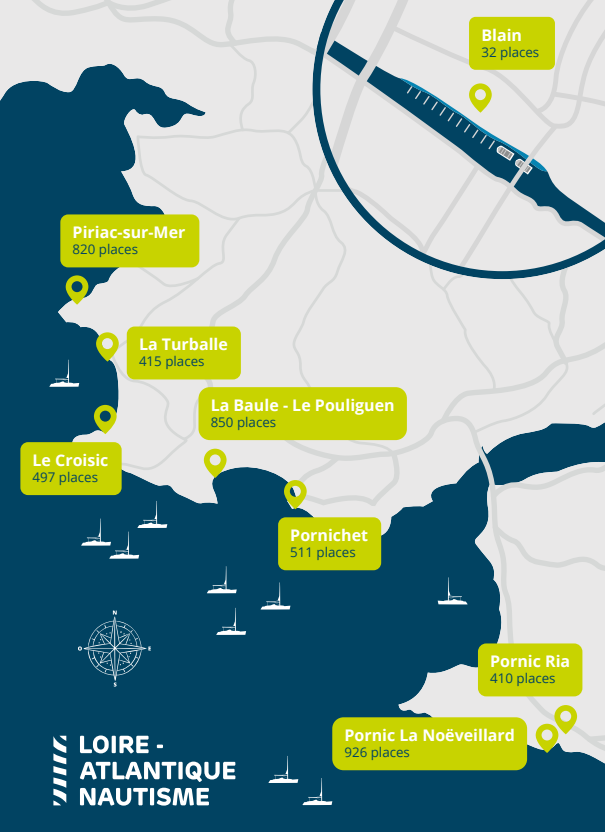 Blain
32 places
Piriac-sur-Mer
820 places
La Turballe
415 places
La Baule - Le Pouliguen
850 places
Le Croisic
497 places
Pornichet
511 places
N
O
E
S
Pornic Ria
410 places
Pornic La Noëveillard
926 places
LOIRE -
ATLANTIQUE
NAUTISME